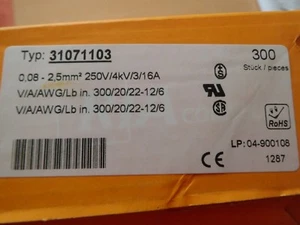 Typ: 31071103
300
Stück / pieces
0,08 - 2,5mm² 250V/4kV/3/16A
V/A/AWG/Lb in. 300/20/22-12/6
V/A/AWG/Lb in. 300/20/22-12/6
RoHS
LP: 04-900108
1287